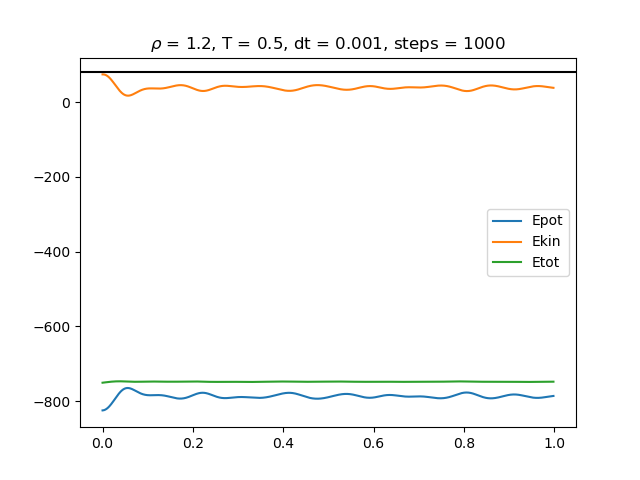 ρ = 1.2, T = 0.5, dt = 0.001, steps = 1000
0
−200
−400
−600
−800
Epot
Ekin
Etot
0.0 0.2 0.4 0.6 0.8 1.0